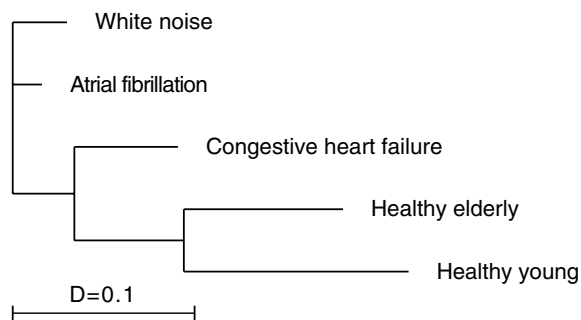 White noise
Atrial fibrillation
Congestive heart failure
Healthy elderly
Healthy young
D=0.1